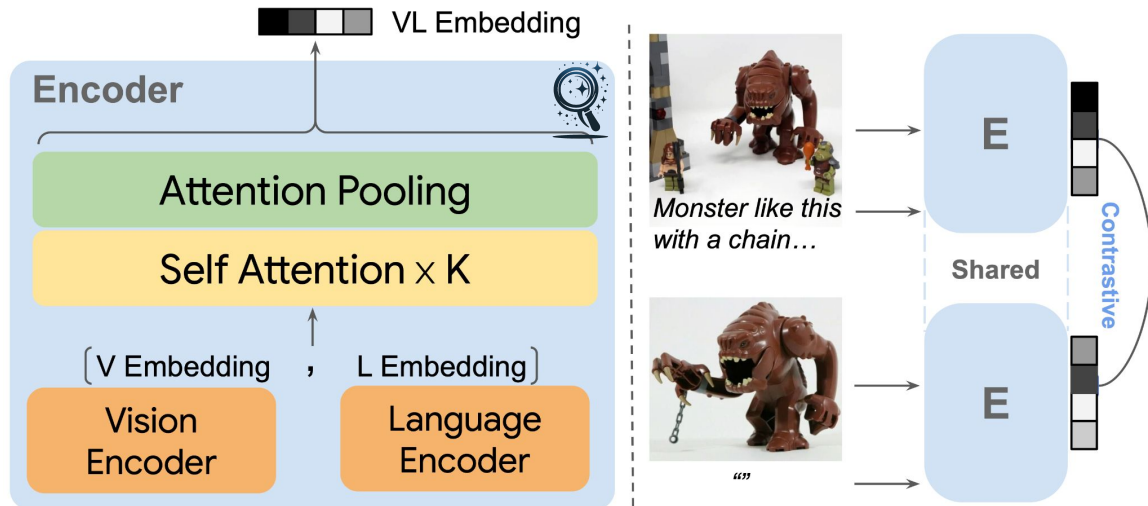 VL Embedding
Encoder
Attention Pooling
Self Attention x K
[V Embedding , L Embedding]
Vision
Encoder
Language
Encoder
Monster like this
with a chain…
“”
E
Shared
E
Contrastive